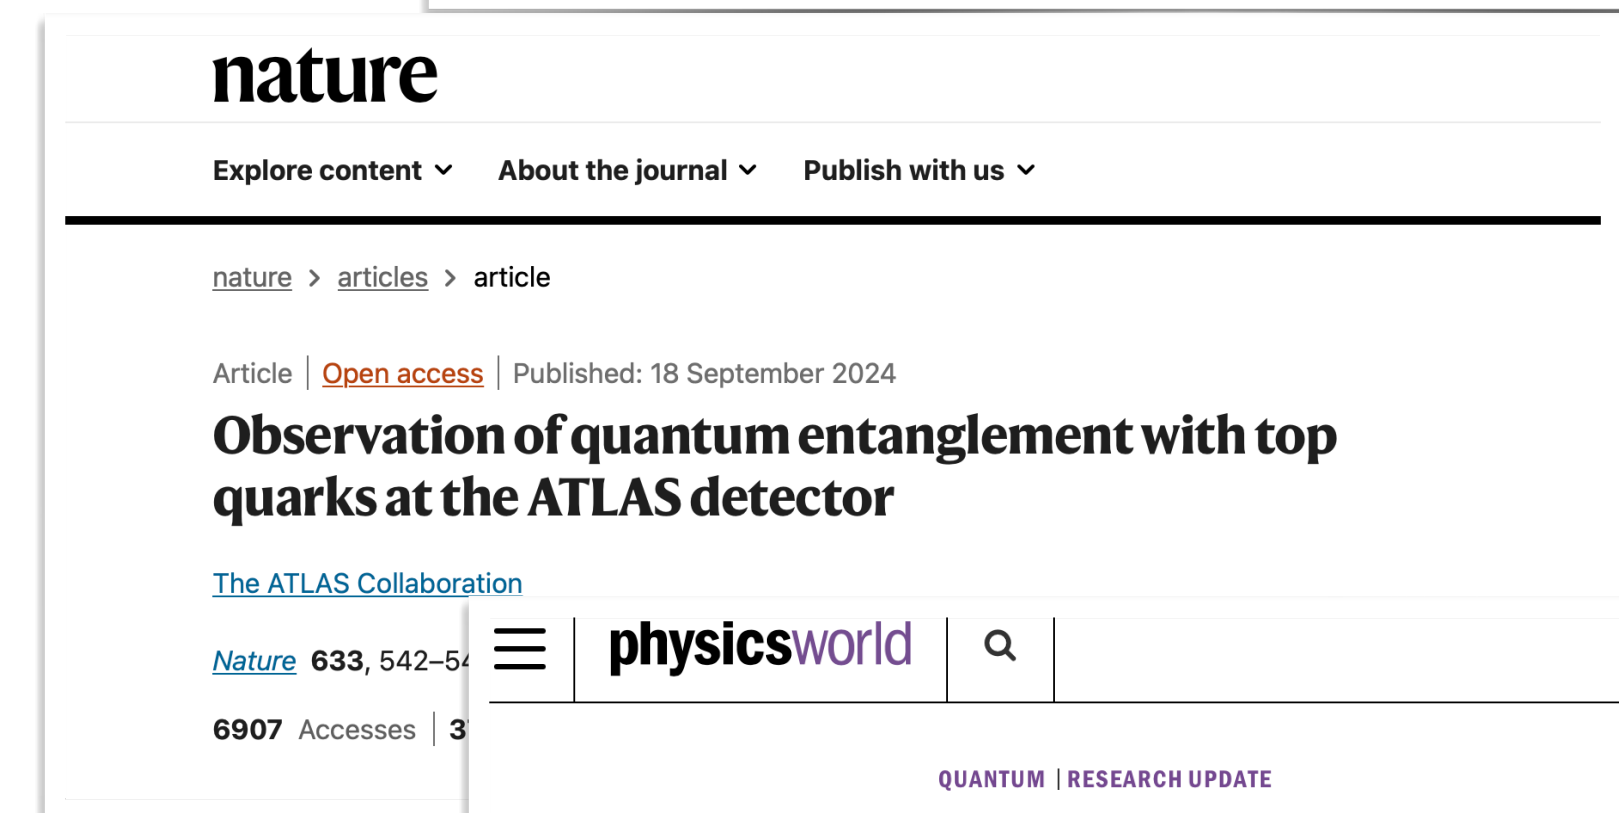 nature
Explore content About the journal Publish with us
nature > articles > article
Article | Open access | Published: 18 September 2024
Observation of quantum entanglement with top
quarks at the ATLAS detector
The ATLAS Collaboration
Nature 633, 542–54
6907 Accesses | 3
physicsworld
QUANTUM | RESEARCH UPDATE